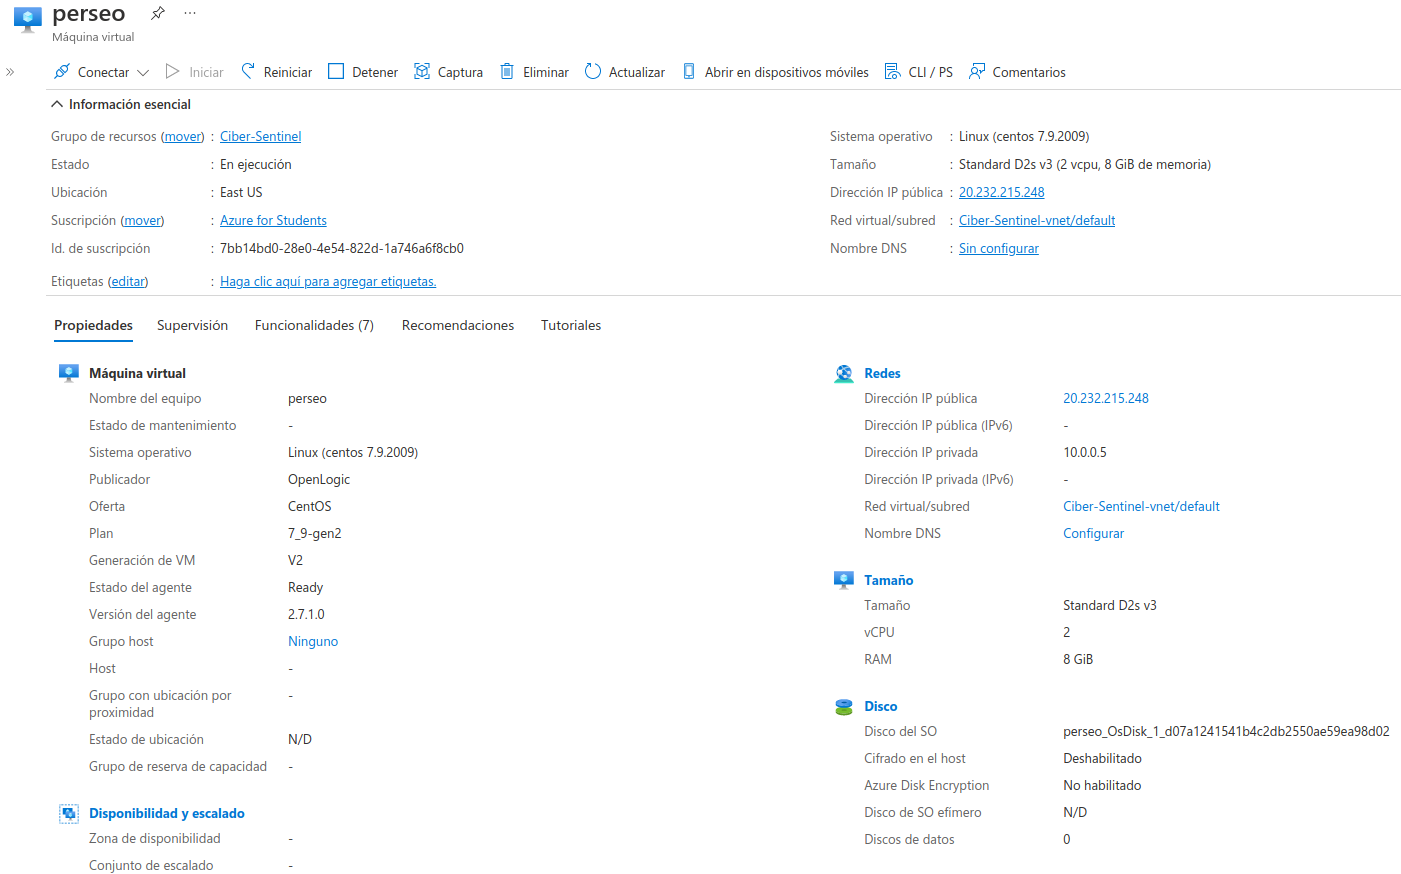 perseo
Máquina virtual
Conectar
Iniciar
Reiniciar
Detener
Captura
Eliminar
Actualizar
Abrir en dispositivos móviles
CLI / PS
Comentarios
Información esencial
Grupo de recursos (mover) : Ciber-Sentinel
Estado : En ejecución
Ubicación : East US
Suscripción (mover) : Azure for Students
Id. de suscripción : 7bb14bd0-28e0-4e54-822d-1a746a6f8cb0
Etiquetas (editar) : Haga clic aquí para agregar etiquetas.
Sistema operativo : Linux (centos 7.9.2009)
Tamaño : Standard D2s v3 (2 vcpu, 8 GiB de memoria)
Dirección IP pública : 20.232.215.248
Red virtual/subred : Ciber-Sentinel-vnet/default
Nombre DNS : Sin configurar
Propiedades
Supervisión
Funcionalidades (7)
Recomendaciones
Tutoriales
Máquina virtual
Nombre del equipo perseo
Estado de mantenimiento -
Sistema operativo Linux (centos 7.9.2009)
Publicador OpenLogic
Oferta CentOS
Plan 7_9-gen2
Generación de VM V2
Estado del agente Ready
Versión del agente 2.7.1.0
Grupo host Ninguno
Host -
Grupo con ubicación por -
proximidad
Estado de ubicación N/D
Grupo de reserva de capacidad -
Disponibilidad y escalado
Zona de disponibilidad -
Conjunto de escalado -
Redes
Dirección IP pública 20.232.215.248
Dirección IP pública (IPv6) -
Dirección IP privada 10.0.0.5
Dirección IP privada (IPv6) -
Red virtual/subred Ciber-Sentinel-vnet/default
Nombre DNS Configurar
Tamaño
Tamaño Standard D2s v3
vCPU 2
RAM 8 GiB
Disco
Disco del SO perseo_OsDisk_1_d07a1241541b4c2db2550ae59ea98d02
Cifrado en el host Deshabilitado
Azure Disk Encryption No habilitado
Disco de SO efímero N/D
Discos de datos 0